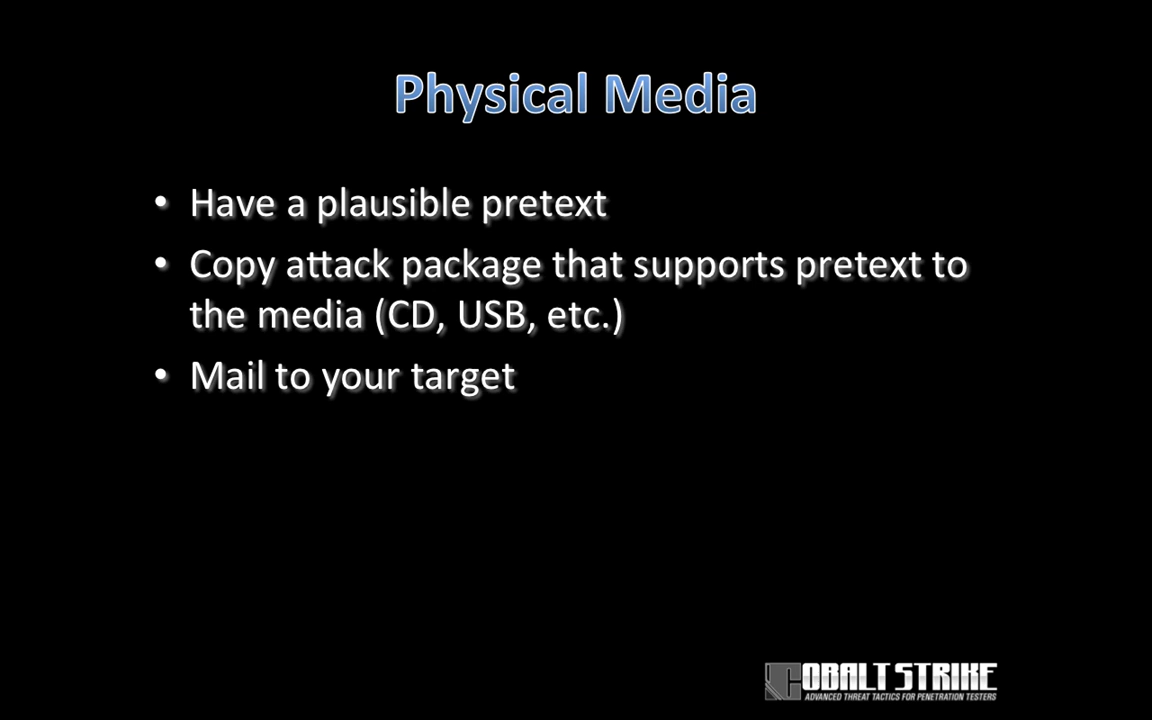 Physical Media
• Have a plausible pretext
• Copy attack package that supports pretext to
the media (CD, USB, etc.)
• Mail to your target
COBALT STRIKE
ADVANCED THREAT TACTICS FOR PENETRATION TESTERS